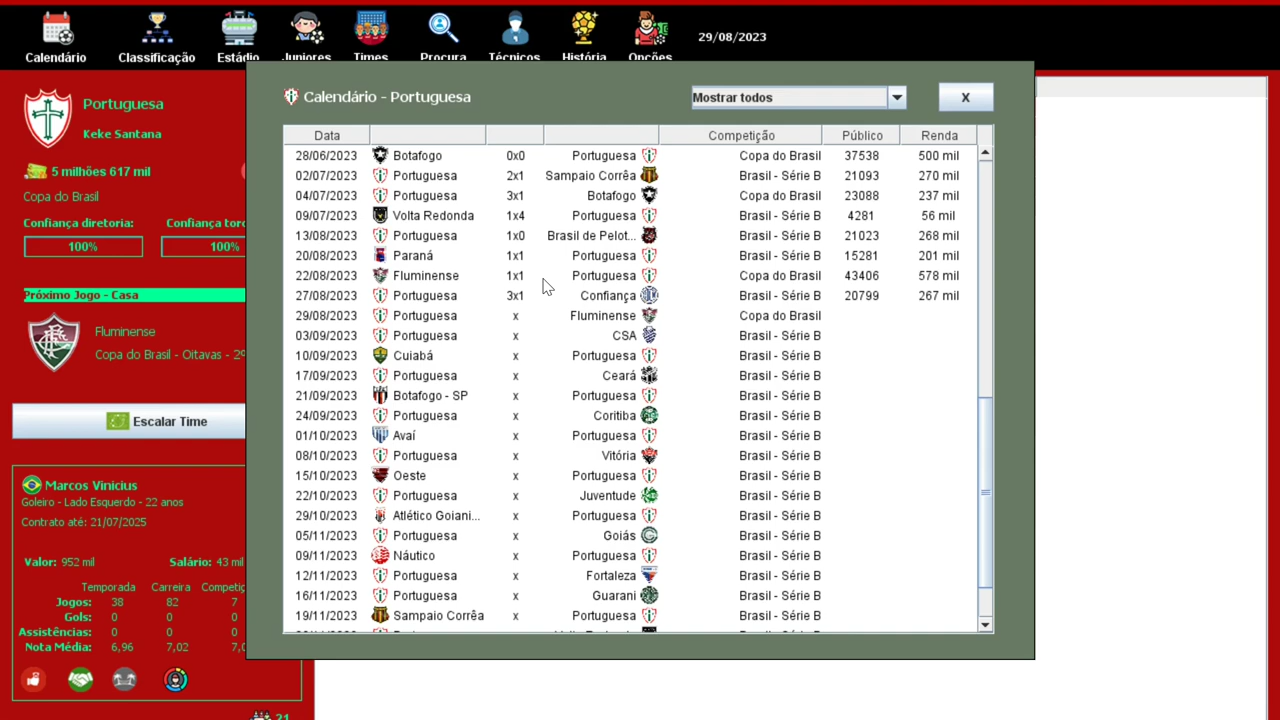 Calendário Classificação Estádio Juniores Times Procura Técnicos História Opções 29/08/2023
Portuguesa
Keke Santana
5 milhões 617 mil
Copa do Brasil
Confiança diretoria: Confiança torc
100% 100%
Próximo Jogo - Casa
Fluminense
Copa do Brasil - Oitavas - 2º
Escalar Time
Marcos Vinicius
Goleiro - Lado Esquerdo - 22 anos
Contrato até: 21/07/2025
Valor: 952 mil Salário: 43 mil
Temporada Carreira Competiç
Jogos: 38 82 7
Gols: 0 0 0
Assistências: 0 0 0
Nota Média: 6,96 7,02 7,0
21
Calendário - Portuguesa Mostrar todos X
Data Competição Público Renda
28/06/2023 Botafogo 0x0 Portuguesa Copa do Brasil 37538 500 mil
02/07/2023 Portuguesa 2x1 Sampaio Corrêa Brasil - Série B 21093 270 mil
04/07/2023 Portuguesa 3x1 Botafogo Copa do Brasil 23088 237 mil
09/07/2023 Volta Redonda 1x4 Portuguesa Brasil - Série B 4281 56 mil
13/08/2023 Portuguesa 1x0 Brasil de Pelot... Brasil - Série B 21023 268 mil
20/08/2023 Paraná 1x1 Portuguesa Brasil - Série B 15281 201 mil
22/08/2023 Fluminense 1x1 Portuguesa Copa do Brasil 43406 578 mil
27/08/2023 Portuguesa 3x1 Confiança Brasil - Série B 20799 267 mil
29/08/2023 Portuguesa x Fluminense Copa do Brasil
03/09/2023 Portuguesa x CSA Brasil - Série B
10/09/2023 Cuiabá x Portuguesa Brasil - Série B
17/09/2023 Portuguesa x Ceará Brasil - Série B
21/09/2023 Botafogo - SP x Portuguesa Brasil - Série B
24/09/2023 Portuguesa x Coritiba Brasil - Série B
01/10/2023 Avaí x Portuguesa Brasil - Série B
08/10/2023 Portuguesa x Vitória Brasil - Série B
15/10/2023 Oeste x Portuguesa Brasil - Série B
22/10/2023 Portuguesa x Juventude Brasil - Série B
29/10/2023 Atlético Goiani... x Portuguesa Brasil - Série B
05/11/2023 Portuguesa x Goiás Brasil - Série B
09/11/2023 Náutico x Portuguesa Brasil - Série B
12/11/2023 Portuguesa x Fortaleza Brasil - Série B
16/11/2023 Portuguesa x Guarani Brasil - Série B
19/11/2023 Sampaio Corrêa x Portuguesa Brasil - Série B